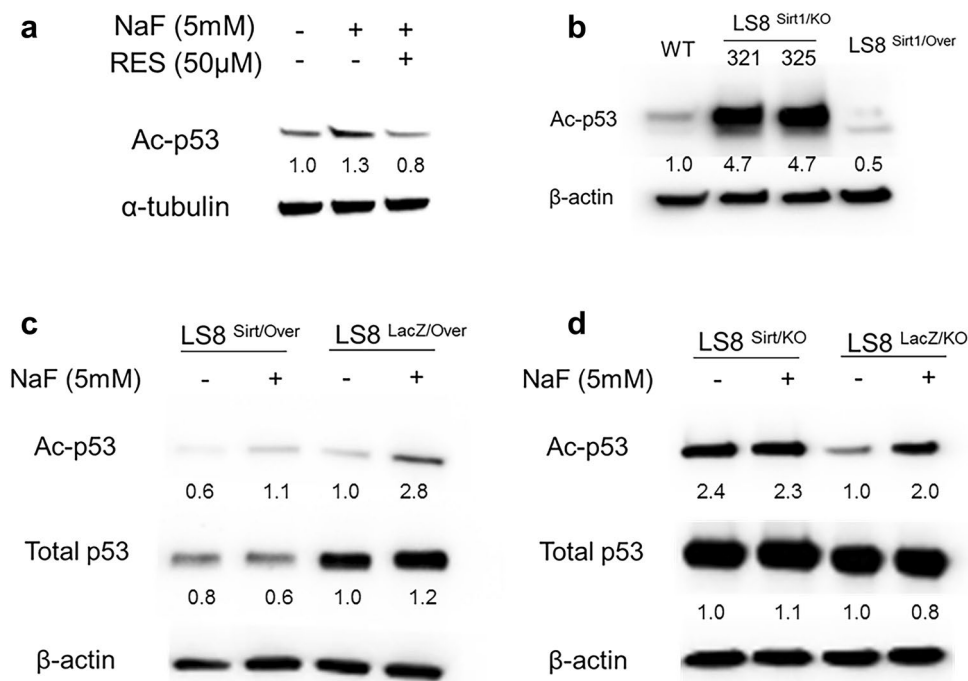 a
NaF (5mM) - + +
RES (50µM) - - +
Ac-p53
1.0 1.3 0.8
α-tubulin
b
WT LS8 Sirt1/KO LS8 Sirt1/Over
321 325
Ac-p53
1.0 4.7 4.7 0.5
β-actin
c
LS8 Sirt/Over LS8 LacZ/Over
NaF (5mM) - + - +
Ac-p53
0.6 1.1 1.0 2.8
Total p53
0.8 0.6 1.0 1.2
β-actin
d
LS8 Sirt/KO LS8 LacZ/KO
NaF (5mM) - + - +
Ac-p53
2.4 2.3 1.0 2.0
Total p53
1.0 1.1 1.0 0.8
β-actin